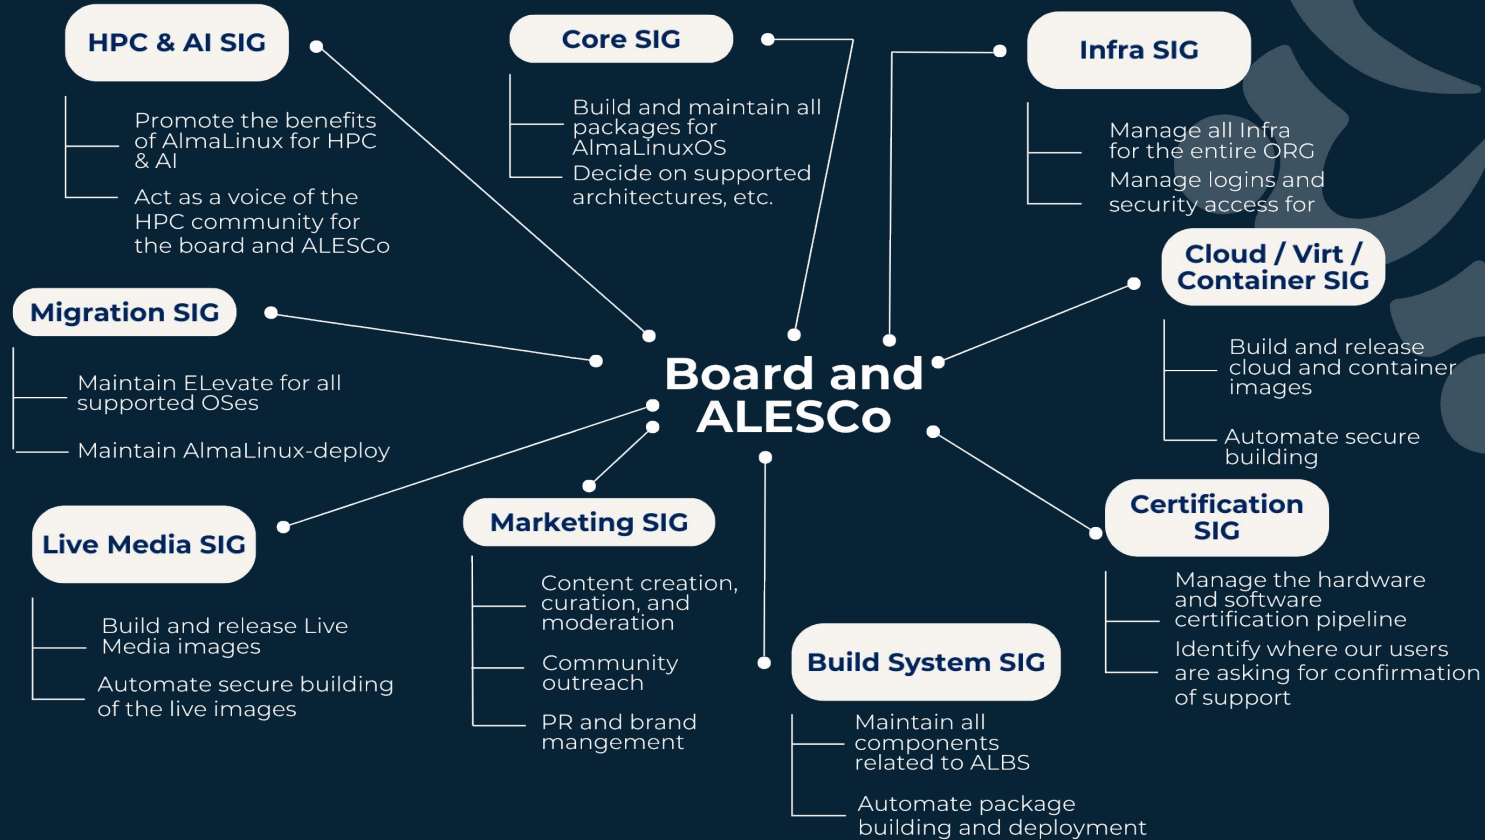 HPC & AI SIG
Promote the benefits
of AlmaLinux for HPC
& AI
Act as a voice of the
HPC community for
the board and ALESCo
Core SIG
Build and maintain all
packages for
AlmaLinuxOS
Decide on supported
architectures, etc.
Infra SIG
Manage all Infra
for the entire ORG
Manage logins and
security access for
Migration SIG
Maintain ELevate for all
supported OSes
Maintain AlmaLinux-deploy
Board and
ALESCo
Cloud / Virt /
Container SIG
Build and release
cloud and container
images
Automate secure
building
Live Media SIG
Build and release Live
Media images
Automate secure building
of the live images
Marketing SIG
Content creation,
curation, and
moderation
Community
outreach
PR and brand
mangement
Build System SIG
Maintain all
components
related to ALBS
Automate package
building and deployment
Certification
SIG
Manage the hardware
and software
certification pipeline
Identify where our users
are asking for confirmation
of support